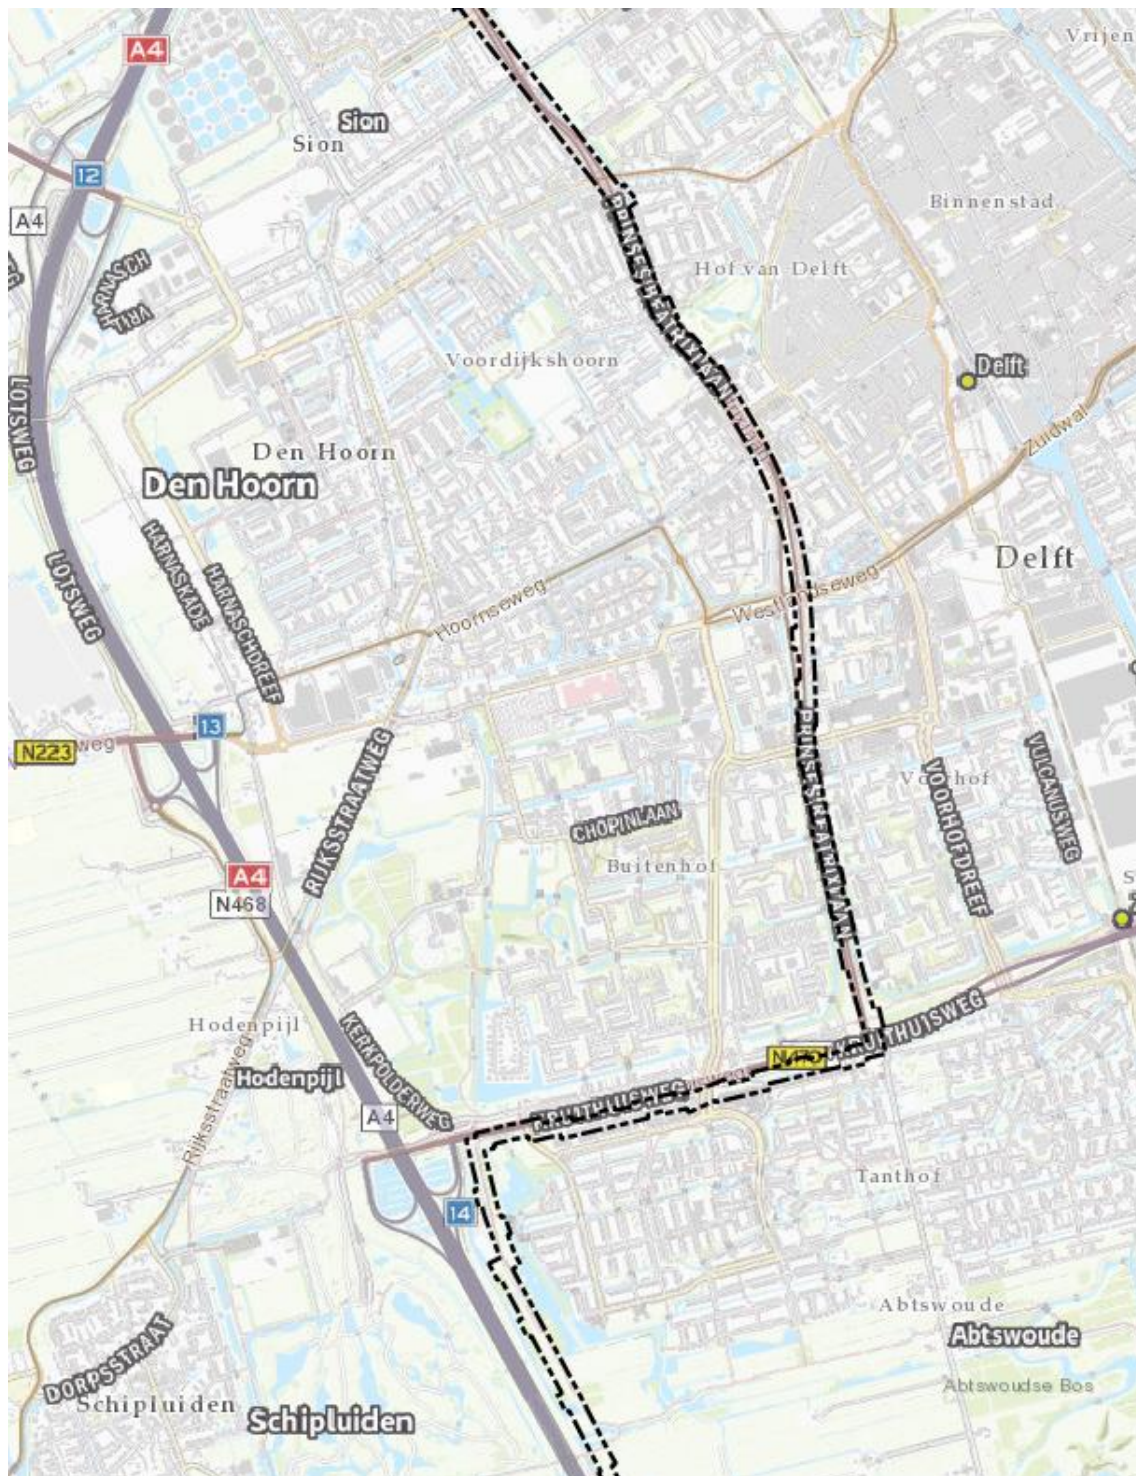 A4
Vrijen
Sion
Sion
12
Binnenstad
A4
PRINSES BEATRIXLAAN
Hof van Delft
HARNASCH
VRIJ
Voordijkshoorn
Delft
LOTSWEG
Zuidwal
Den Hoorn
Den Hoorn
HARNASKADE
HARNASCHDREEF
LOTSWEG
Delft
Hoornseweg
Westlandseweg
13
N223
weg
PRINSES BEATRIXLAAN
RIJKSSTRAATWEG
Voorhof
VOORHOFDREEF
VULCANUSWEG
CHOPINLAAN
Buitenhof
A4
N468
S
KRUITHUISWEG
Hodenpijl
KERKPOLDERWEG
Hodenpijl
Rijksstraatweg
N470
KRUITHUISWEG
A4
Tanthof
14
Abtswoude
Abtswoude
DORPSSTRAAT
Abtswoudse Bos
Schipluiden
Schipluiden